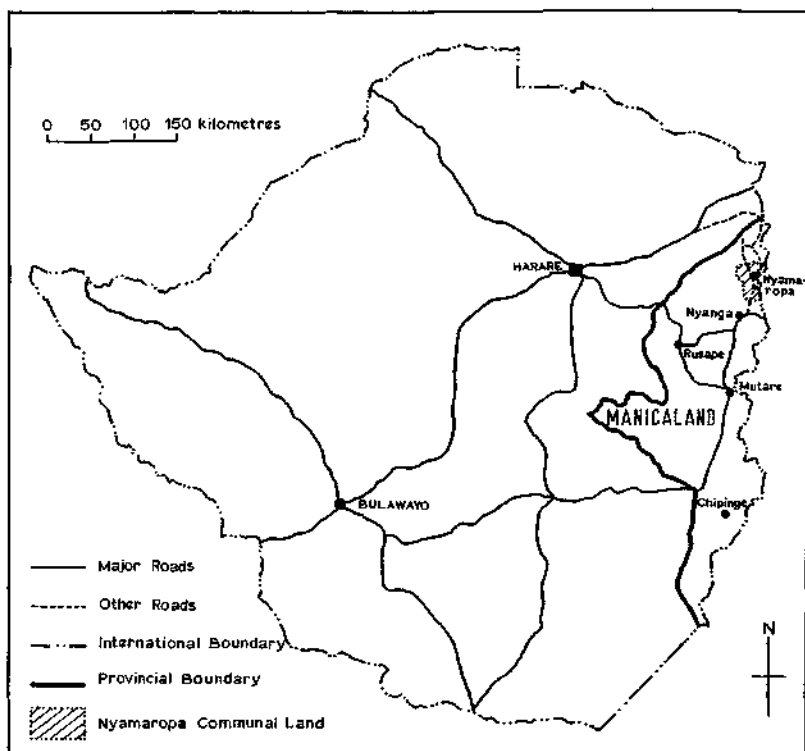 0 50 100 150 kilometres
HARARE
Nyama-
ropa
Nyanga
Rusape
Mutare
MANICALAND
Chipinge
BULAWAYO
Major Roads
Other Roads
International Boundary
Provincial Boundary
Nyamaropa Communal Land
N